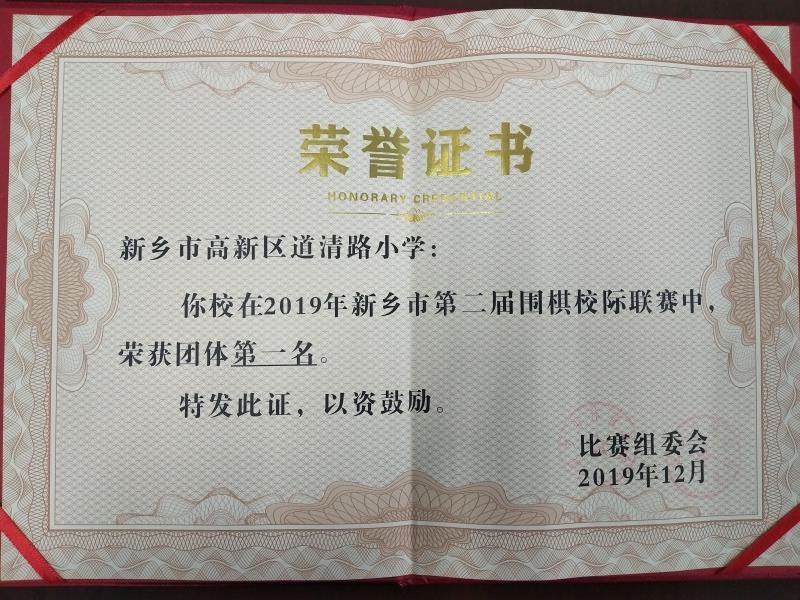 荣誉证书
HONORARY CREDENTIAL
新乡市高新区道清路小学：
你校在2019年新乡市第二届围棋校际联赛中，
荣获团体第一名。
特发此证，以资鼓励。
比赛组委会
2019年12月